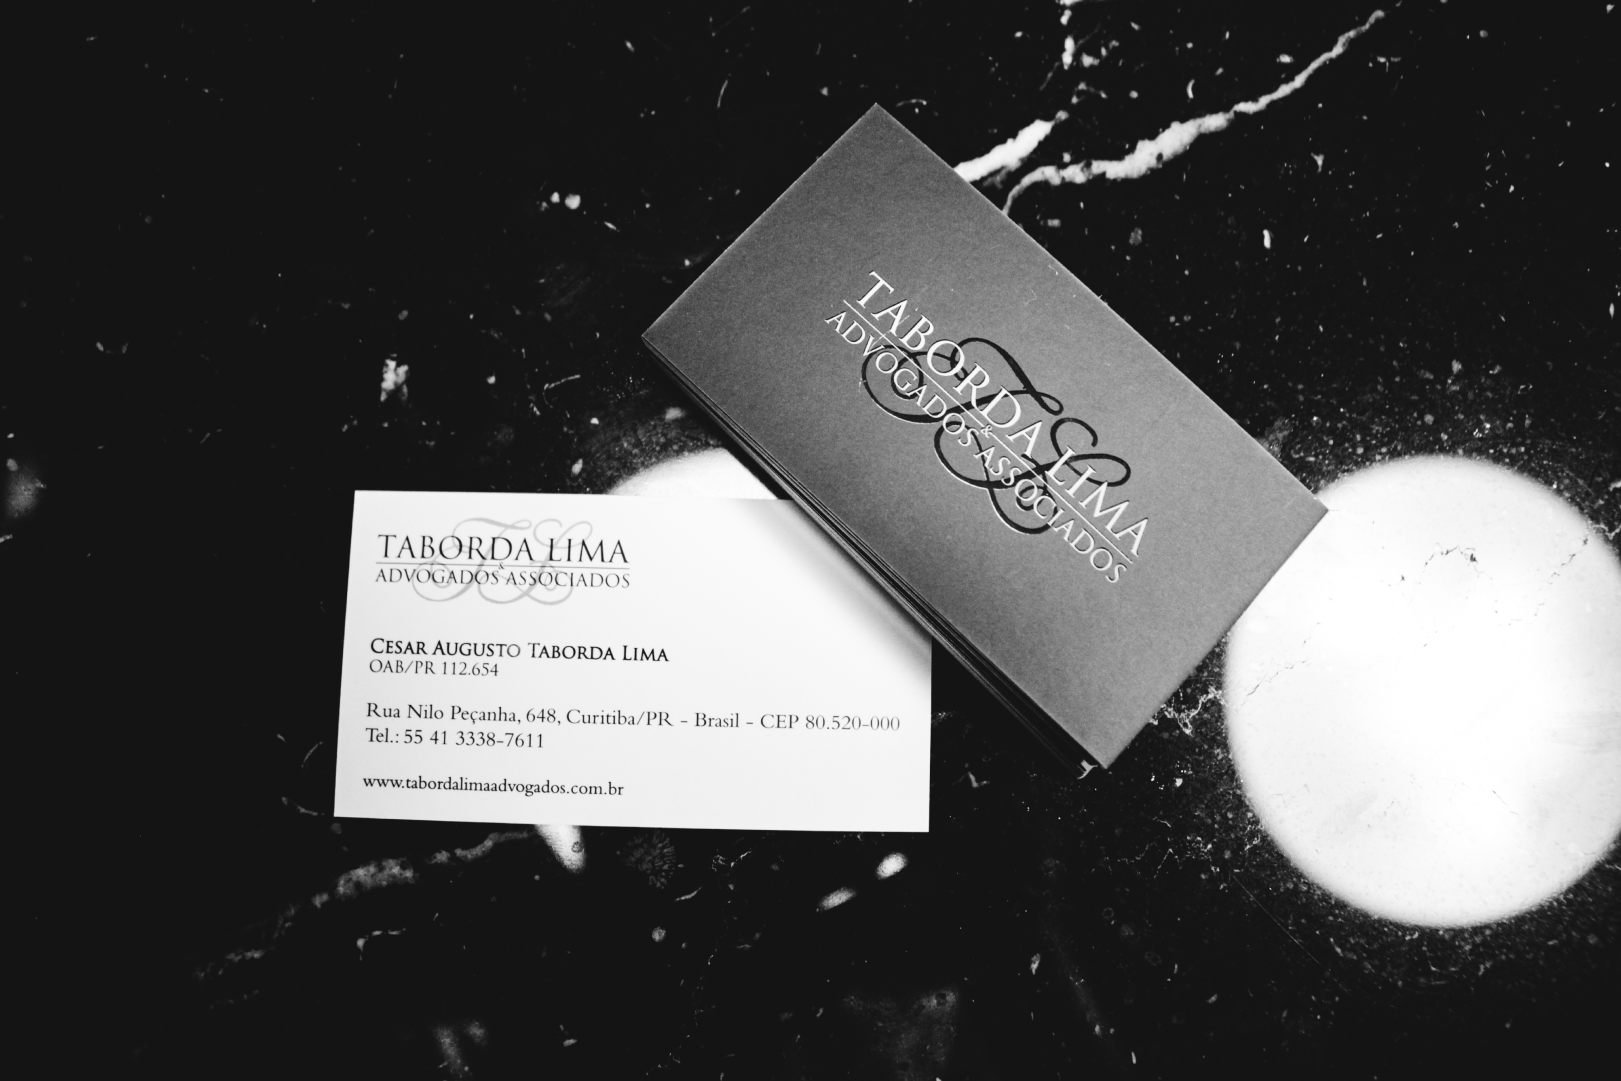 TABORDA LIMA
&
ADVOGADOS ASSOCIADOS
TABORDA LIMA
&
ADVOGADOS ASSOCIADOS
CESAR AUGUSTO TABORDA LIMA
OAB/PR 112.654
Rua Nilo Peçanha, 648, Curitiba/PR - Brasil - CEP 80.520-000
Tel.: 55 41 3338-7611
www.tabordalimaadvogados.com.br